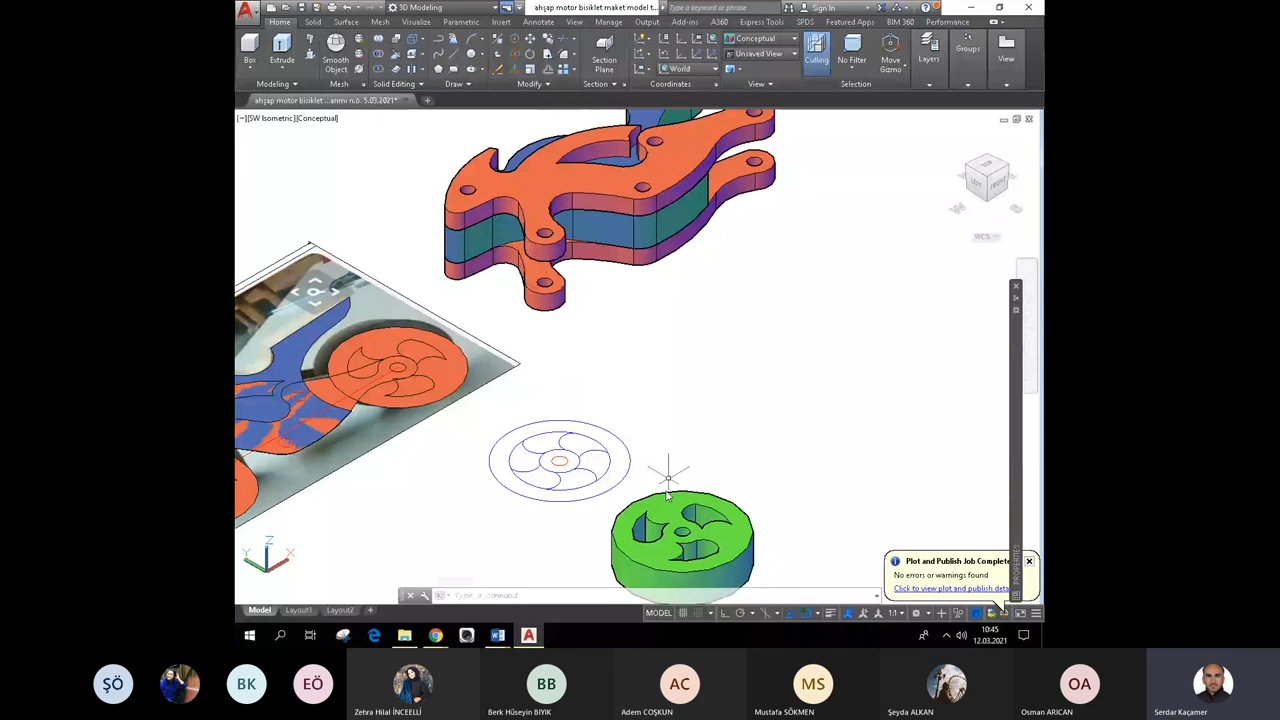 3D Modeling
ahşap motor bisiklet maket model t...
Type a keyword or phrase
Sign In
Home Solid Surface Mesh Visualize Parametric Insert Annotate View Manage Output Add-ins A360 Express Tools SPDS Featured Apps BIM 360 Performance
Box
Extrude
Smooth
Object
Section
Plane
Conceptual
Unsaved View
World
Culling
No Filter
Move
Gizmo
Layers
Groups
View
Modeling Mesh Solid Editing Draw Modify Section Coordinates View Selection
ahşap motor bisiklet ...anmı n.o. 5.03.2021*
[−][SW Isometric][Conceptual]
TOP
LEFT
FRONT
WCS
Z
Y
X
PROPERTIES
Plot and Publish Job Complete
No errors or warnings found
Click to view plot and publish deta
Type a command
Model Layout1 Layout2
MODEL
1:1
10:45
12.03.2021
ŞÖ
BK
EÖ
BB
AC
MS
OA
Zehra Hilal İNCEELLİ
Berk Hüseyin BIYIK
Adem COŞKUN
Mustafa SÖKMEN
Şeyda ALKAN
Osman ARICAN
Serdar Kaçamer